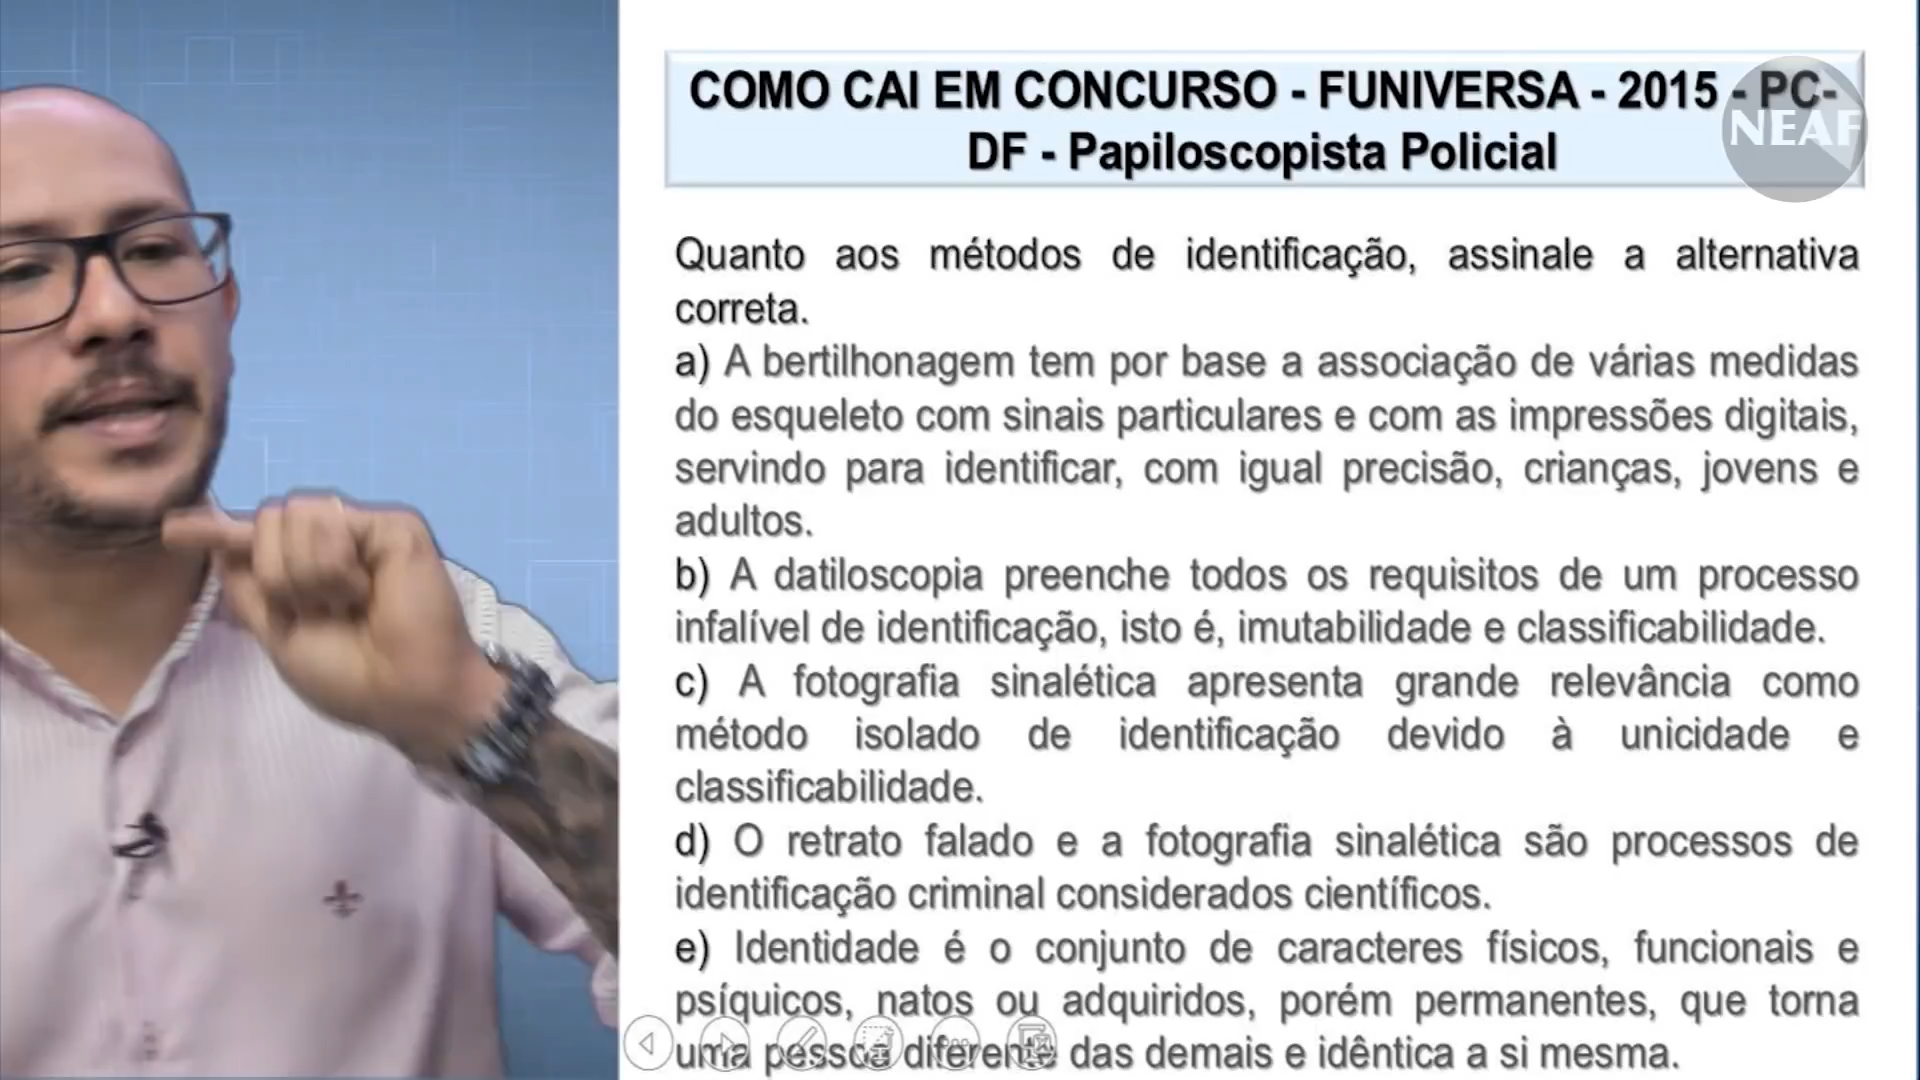 COMO CAI EM CONCURSO - FUNIVERSA - 2015 - PC-
DF - Papiloscopista Policial
NEAF
Quanto aos métodos de identificação, assinale a alternativa
correta.
a) A bertilhonagem tem por base a associação de várias medidas
do esqueleto com sinais particulares e com as impressões digitais,
servindo para identificar, com igual precisão, crianças, jovens e
adultos.
b) A datiloscopia preenche todos os requisitos de um processo
infalível de identificação, isto é, imutabilidade e classificabilidade.
c) A fotografia sinalética apresenta grande relevância como
método isolado de identificação devido à unicidade e
classificabilidade.
d) O retrato falado e a fotografia sinalética são processos de
identificação criminal considerados científicos.
e) Identidade é o conjunto de caracteres físicos, funcionais e
psíquicos, natos ou adquiridos, porém permanentes, que torna
uma pessoa diferente das demais e idêntica a si mesma.